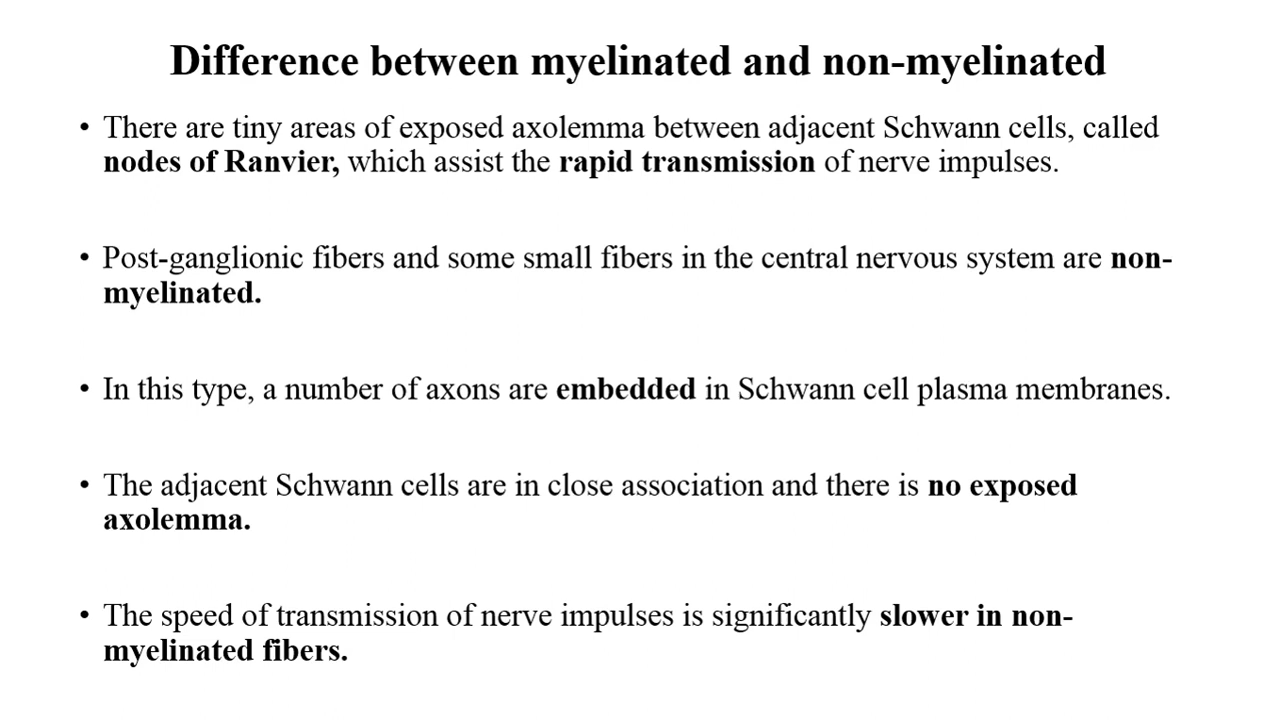 Difference between myelinated and non-myelinated
• There are tiny areas of exposed axolemma between adjacent Schwann cells, called
nodes of Ranvier, which assist the rapid transmission of nerve impulses.
• Post-ganglionic fibers and some small fibers in the central nervous system are non-
myelinated.
• In this type, a number of axons are embedded in Schwann cell plasma membranes.
• The adjacent Schwann cells are in close association and there is no exposed
axolemma.
• The speed of transmission of nerve impulses is significantly slower in non-
myelinated fibers.